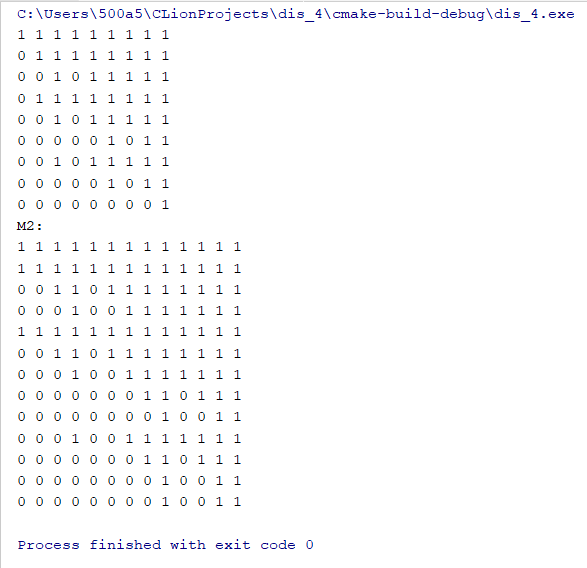 C:\Users\500a5\CLionProjects\dis_4\cmake-build-debug\dis_4.exe
1 1 1 1 1 1 1 1 1
0 1 1 1 1 1 1 1 1
0 0 1 0 1 1 1 1 1
0 1 1 1 1 1 1 1 1
0 0 1 0 1 1 1 1 1
0 0 0 0 0 1 0 1 1
0 0 1 0 1 1 1 1 1
0 0 0 0 0 1 0 1 1
0 0 0 0 0 0 0 0 1
M2:
1 1 1 1 1 1 1 1 1 1 1 1 1
1 1 1 1 1 1 1 1 1 1 1 1 1
0 0 1 1 0 1 1 1 1 1 1 1 1
0 0 0 1 0 0 1 1 1 1 1 1 1
1 1 1 1 1 1 1 1 1 1 1 1 1
0 0 1 1 0 1 1 1 1 1 1 1 1
0 0 0 1 0 0 1 1 1 1 1 1 1
0 0 0 0 0 0 0 1 1 0 1 1 1
0 0 0 0 0 0 0 0 1 0 0 1 1
0 0 0 1 0 0 1 1 1 1 1 1 1
0 0 0 0 0 0 0 1 1 0 1 1 1
0 0 0 0 0 0 0 0 1 0 0 1 1
0 0 0 0 0 0 0 0 1 0 0 1 1
Process finished with exit code 0